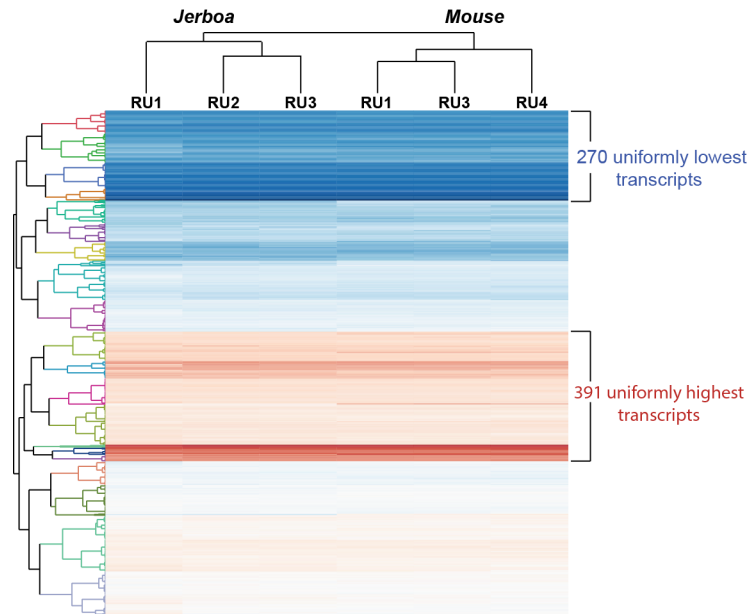 Jerboa Mouse
RU1 RU2 RU3 RU1 RU3 RU4
270 uniformly lowest
transcripts
391 uniformly highest
transcripts